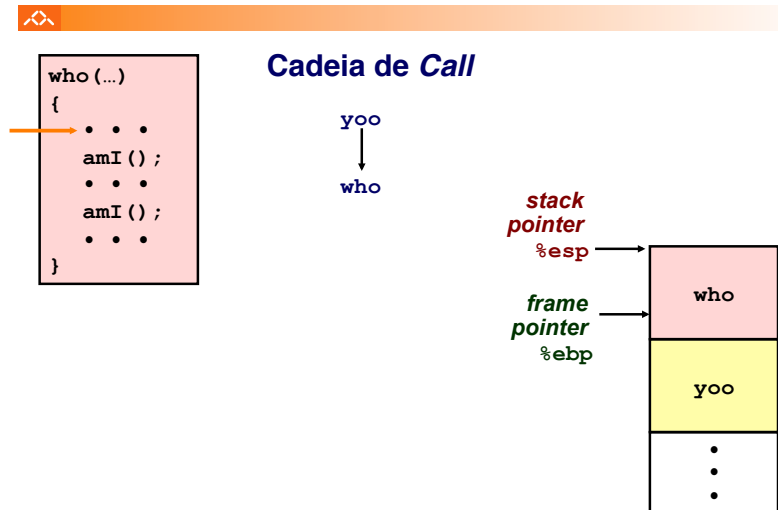 Cadeia de Call
who(…)
{
• • •
amI();
• • •
amI();
• • •
}
yoo
who
stack
pointer
%esp
frame
pointer
%ebp
who
yoo
•
•
•